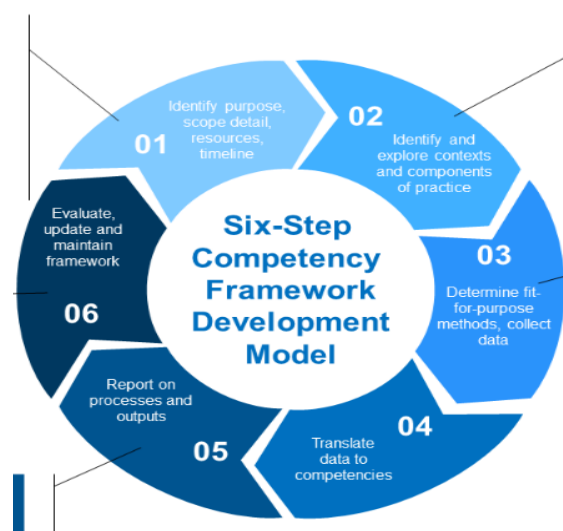 Six-Step
Competency
Framework
Development
Model
01
Identify purpose,
scope detail,
resources,
timeline
02
Identify and
explore contexts
and components
of practice
03
Determine fit-
for-purpose
methods, collect
data
04
Translate
data to
competencies
05
Report on
processes and
outputs
06
Evaluate,
update and
maintain
framework